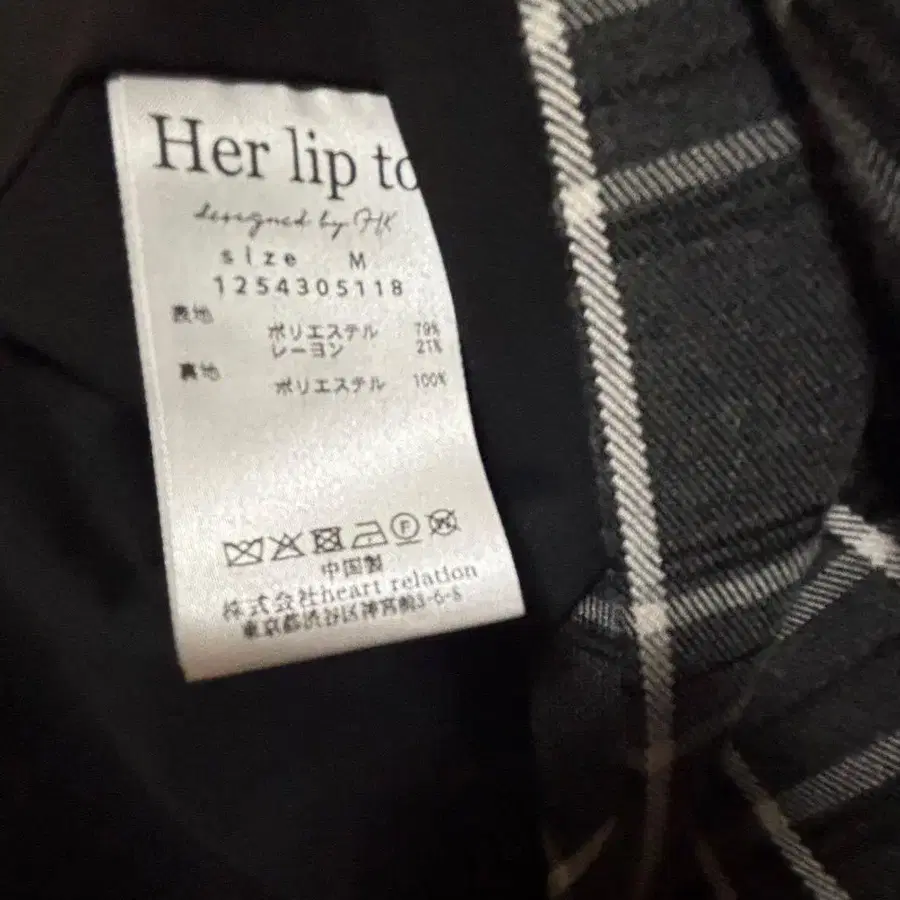 Her lip to
designed by HK
size M
1254305118
表地
ポリエステル 79%
レーヨン 21%
裏地
ポリエステル 100%
F
W
中国製
株式会社heart relation
東京都渋谷区神宮前3-6-8